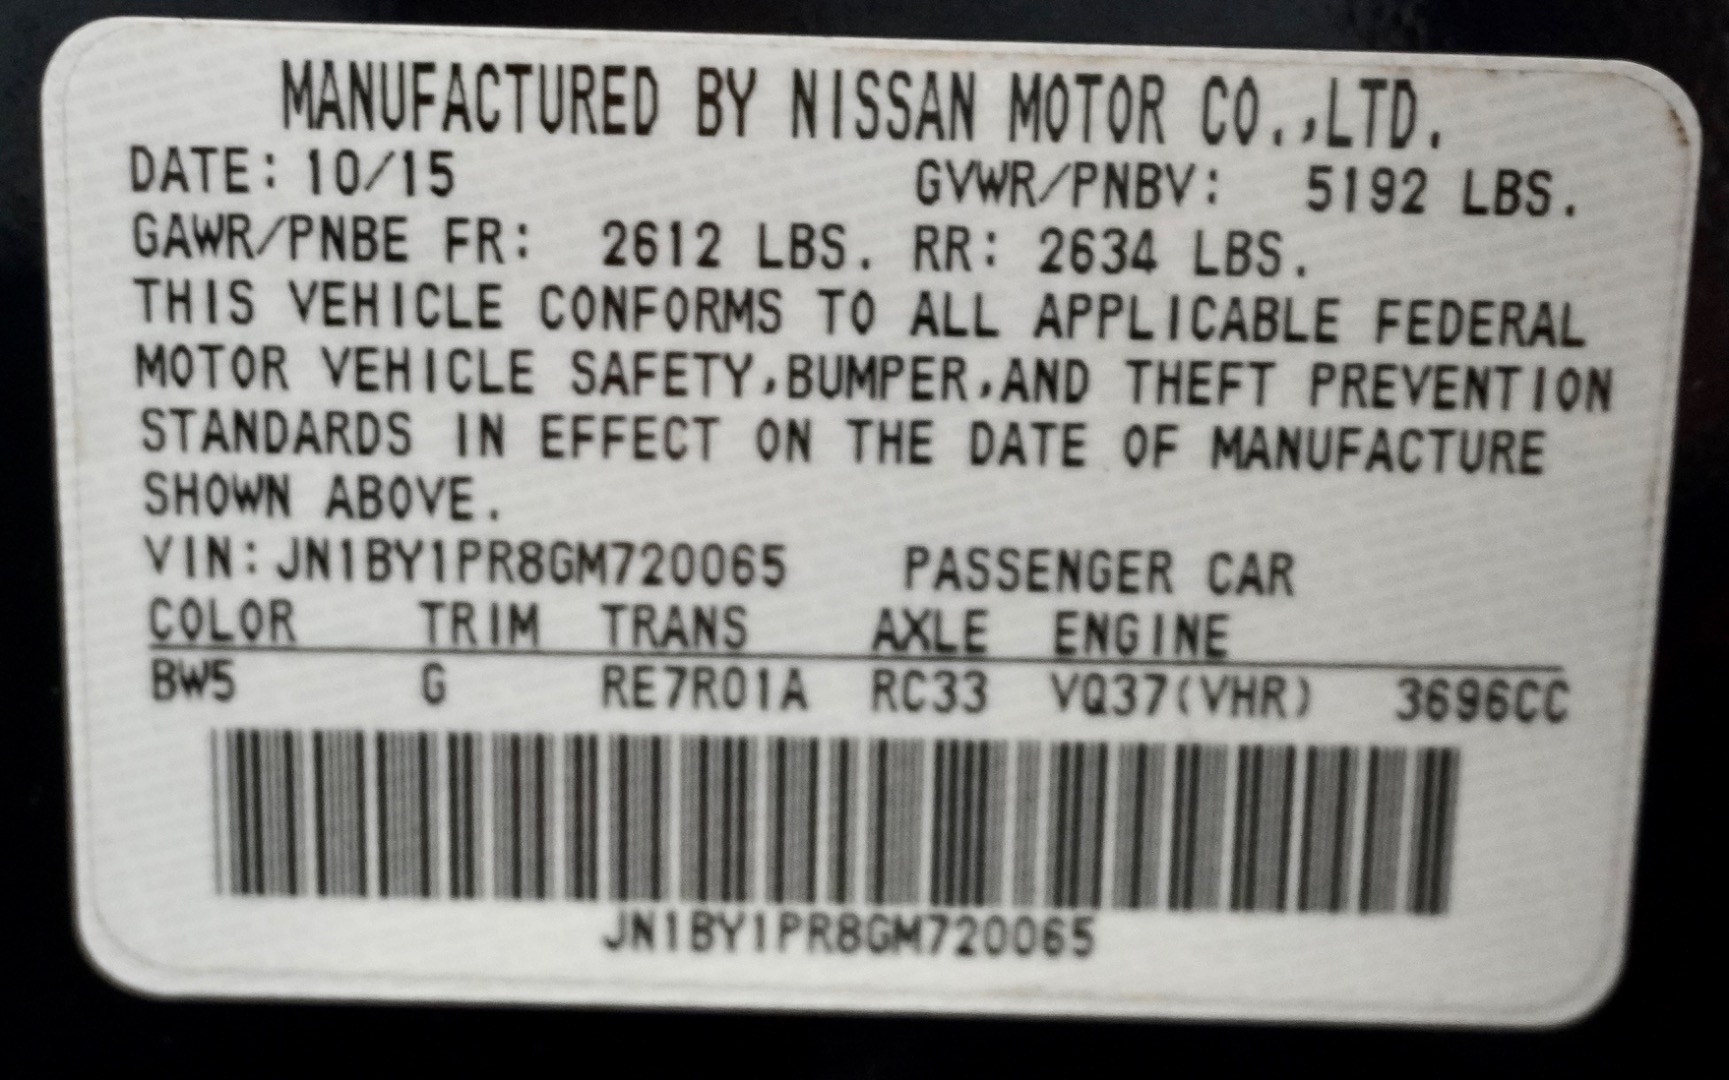 MANUFACTURED BY NISSAN MOTOR CO.,LTD.
DATE: 10/15 GVWR/PNBV: 5192 LBS.
GAWR/PNBE FR: 2612 LBS. RR: 2634 LBS.
THIS VEHICLE CONFORMS TO ALL APPLICABLE FEDERAL
MOTOR VEHICLE SAFETY,BUMPER,AND THEFT PREVENTION
STANDARDS IN EFFECT ON THE DATE OF MANUFACTURE
SHOWN ABOVE.
VIN:JN1BY1PR8GM720065 PASSENGER CAR
COLOR TRIM TRANS AXLE ENGINE
BW5 G RE7R01A RC33 VQ37(VHR) 3696CC
JN1BY1PR8GM720065